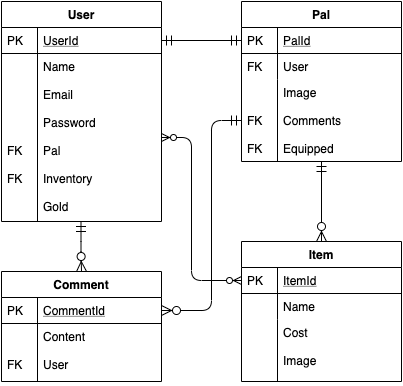 User
PK UserId
Name
Email
Password
FK Pal
FK Inventory
Gold
Pal
PK PalId
FK User
Image
FK Comments
FK Equipped
Comment
PK CommentId
Content
FK User
Item
PK ItemId
Name
Cost
Image